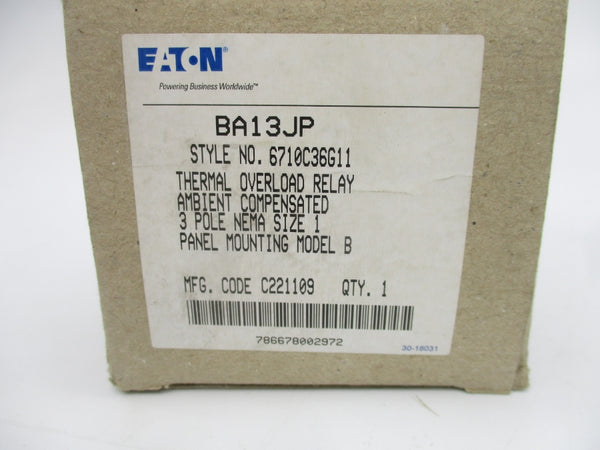 EATON®
Powering Business Worldwide™
BA13JP
STYLE NO. 6710C36G11
THERMAL OVERLOAD RELAY
AMBIENT COMPENSATED
3 POLE NEMA SIZE 1
PANEL MOUNTING MODEL B
MFG. CODE C221109 QTY. 1
786678002972
30-16031